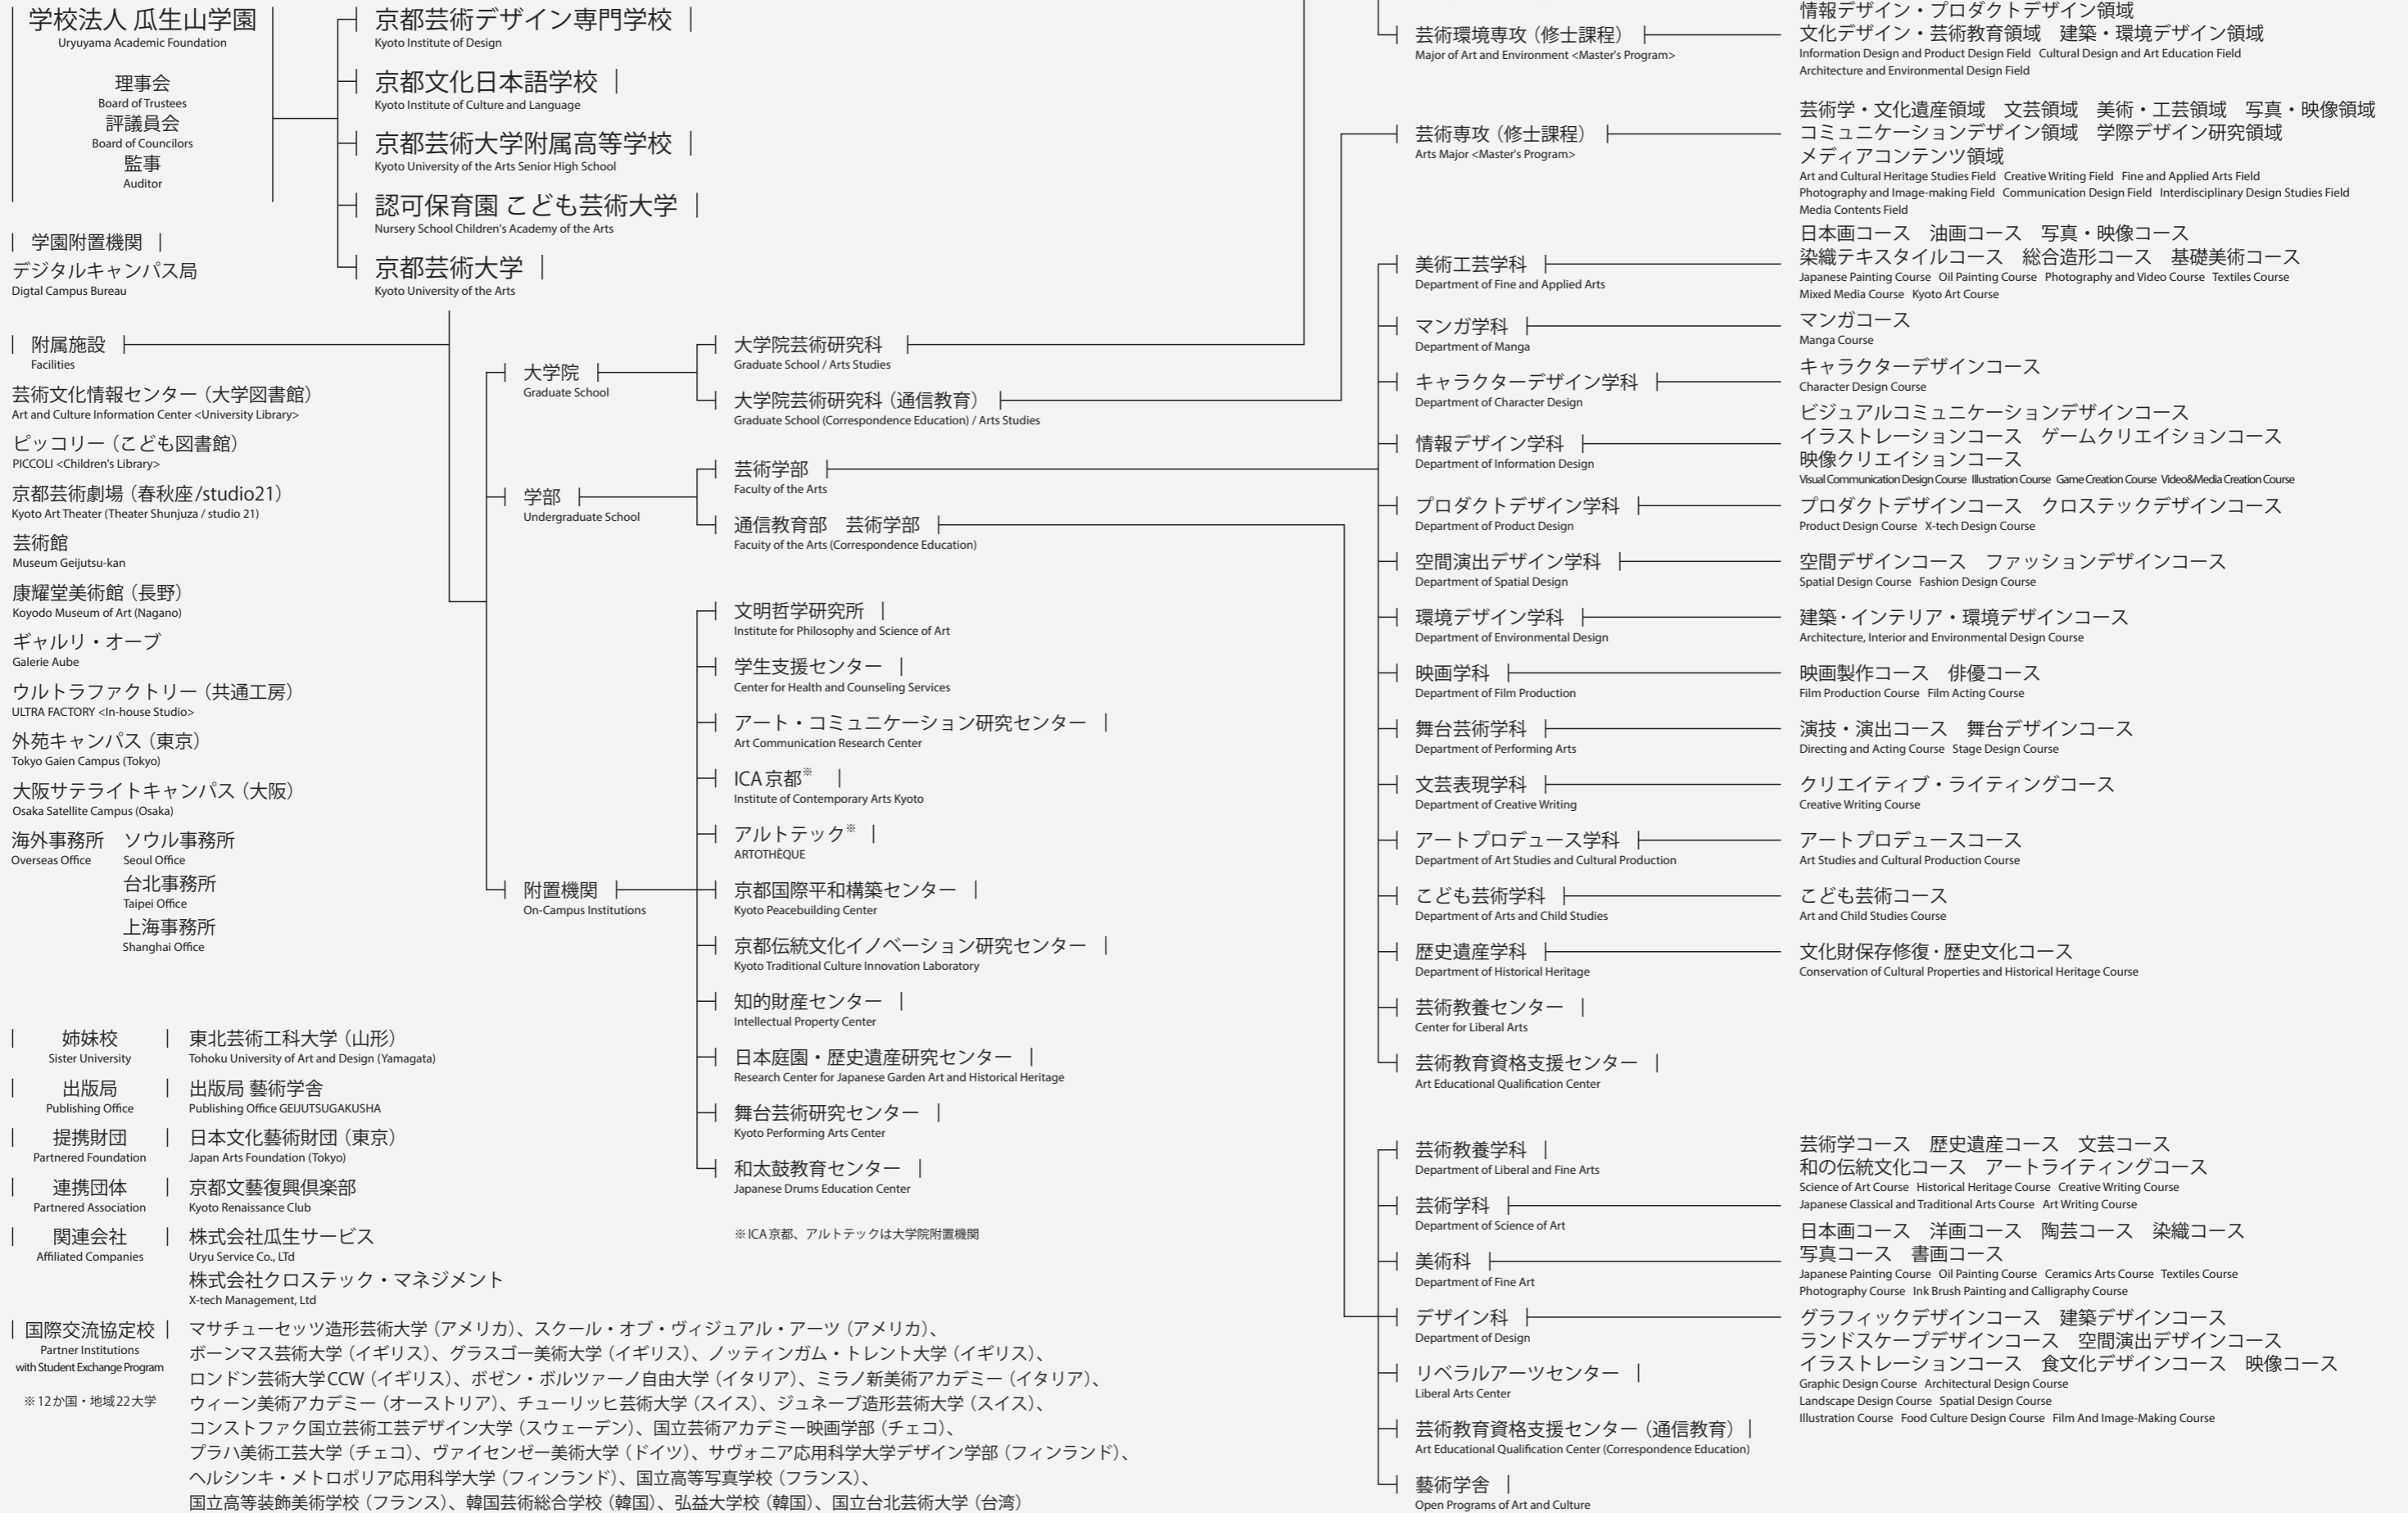 学校法人 瓜生山学園
Uryuyama Academic Foundation
理事会
Board of Trustees
評議員会
Board of Councilors
監事
Auditor
学園附置機関
デジタルキャンパス局
Digtal Campus Bureau
附属施設
Facilities
芸術文化情報センター（大学図書館）
Art and Culture Information Center <University Library>
ピッコリー（こども図書館）
PICCOLI <Children's Library>
京都芸術劇場（春秋座/studio21）
Kyoto Art Theater (Theater Shunjuza / studio 21)
芸術館
Museum Geijutsu-kan
康耀堂美術館（長野）
Koyodo Museum of Art (Nagano)
ギャルリ・オーブ
Galerie Aube
ウルトラファクトリー（共通工房）
ULTRA FACTORY <In-house Studio>
外苑キャンパス（東京）
Tokyo Gaien Campus (Tokyo)
大阪サテライトキャンパス（大阪）
Osaka Satellite Campus (Osaka)
海外事務所 ソウル事務所
Overseas Office Seoul Office
台北事務所
Taipei Office
上海事務所
Shanghai Office
姉妹校 東北芸術工科大学（山形）
Sister University Tohoku University of Art and Design (Yamagata)
出版局 出版局 藝術学舎
Publishing Office Publishing Office GEIJUTSUGAKUSHA
提携財団 日本文化藝術財団（東京）
Partnered Foundation Japan Arts Foundation (Tokyo)
連携団体 京都文藝復興倶楽部
Partnered Association Kyoto Renaissance Club
関連会社 株式会社瓜生サービス
Affiliated Companies Uryu Service Co., LTd
株式会社クロステック・マネジメント
X-tech Management, Ltd
国際交流協定校
Partner Institutions
with Student Exchange Program
※12か国・地域22大学
マサチューセッツ造形芸術大学（アメリカ）、スクール・オブ・ヴィジュアル・アーツ（アメリカ）、
ボーンマス芸術大学（イギリス）、グラスゴー美術大学（イギリス）、ノッティンガム・トレント大学（イギリス）、
ロンドン芸術大学CCW（イギリス）、ボゼン・ボルツァーノ自由大学（イタリア）、ミラノ新美術アカデミー（イタリア）、
ウィーン美術アカデミー（オーストリア）、チューリッヒ芸術大学（スイス）、ジュネーブ造形芸術大学（スイス）、
コンストファク国立芸術工芸デザイン大学（スウェーデン）、国立芸術アカデミー映画学部（チェコ）、
プラハ美術工芸大学（チェコ）、ヴァイセンゼー美術大学（ドイツ）、サヴォニア応用科学大学デザイン学部（フィンランド）、
ヘルシンキ・メトロポリア応用科学大学（フィンランド）、国立高等写真学校（フランス）、
国立高等装飾美術学校（フランス）、韓国芸術総合学校（韓国）、弘益大学校（韓国）、国立台北芸術大学（台湾）
京都芸術デザイン専門学校
Kyoto Institute of Design
京都文化日本語学校
Kyoto Institute of Culture and Language
京都芸術大学附属高等学校
Kyoto University of the Arts Senior High School
認可保育園 こども芸術大学
Nursery School Children's Academy of the Arts
京都芸術大学
Kyoto University of the Arts
大学院
Graduate School
大学院芸術研究科
Graduate School / Arts Studies
大学院芸術研究科（通信教育）
Graduate School (Correspondence Education) / Arts Studies
学部
Undergraduate School
芸術学部
Faculty of the Arts
通信教育部 芸術学部
Facuity of the Arts (Correspondence Education)
附置機関
On-Campus Institutions
文明哲学研究所
Institute for Philosophy and Science of Art
学生支援センター
Center for Health and Counseling Services
アート・コミュニケーション研究センター
Art Communication Research Center
ICA京都※
Institute of Contemporary Arts Kyoto
アルトテック※
ARTOTHÈQUE
京都国際平和構築センター
Kyoto Peacebuilding Center
京都伝統文化イノベーション研究センター
Kyoto Traditional Culture Innovation Laboratory
知的財産センター
Intellectual Property Center
日本庭園・歴史遺産研究センター
Research Center for Japanese Garden Art and Historical Heritage
舞台芸術研究センター
Kyoto Performing Arts Center
和太鼓教育センター
Japanese Drums Education Center
※ICA京都、アルトテックは大学院附置機関
芸術環境専攻（修士課程）
Major of Art and Environment <Master's Program>
情報デザイン・プロダクトデザイン領域
文化デザイン・芸術教育領域 建築・環境デザイン領域
Information Design and Product Design Field Cultural Design and Art Education Field
Architecture and Environmental Design Field
芸術専攻（修士課程）
Arts Major <Master's Program>
芸術学・文化遺産領域 文芸領域 美術・工芸領域 写真・映像領域
コミュニケーションデザイン領域 学際デザイン研究領域
メディアコンテンツ領域
Art and Cultural Heritage Studies Field Creative Writing Field Fine and Applied Arts Field
Photography and Image-making Field Communication Design Field Interdisciplinary Design Studies Field
Media Contents Field
美術工芸学科
Department of Fine and Applied Arts
日本画コース 油画コース 写真・映像コース
染織テキスタイルコース 総合造形コース 基礎美術コース
Japanese Painting Course Oil Painting Course Photography and Video Course Textiles Course
Mixed Media Course Kyoto Art Course
マンガ学科
Department of Manga
マンガコース
Manga Course
キャラクターデザイン学科
Department of Character Design
キャラクターデザインコース
Character Design Course
情報デザイン学科
Department of Information Design
ビジュアルコミュニケーションデザインコース
イラストレーションコース ゲームクリエイションコース
映像クリエイションコース
Visual Communication Design Course Illustration Course Game Creation Course Video&Media Creation Course
プロダクトデザイン学科
Department of Product Design
プロダクトデザインコース クロステックデザインコース
Product Design Course X-tech Design Course
空間演出デザイン学科
Department of Spatial Design
空間デザインコース ファッションデザインコース
Spatial Design Course Fashion Design Course
環境デザイン学科
Department of Environmental Design
建築・インテリア・環境デザインコース
Architecture, Interior and Environmental Design Course
映画学科
Department of Film Production
映画製作コース 俳優コース
Film Production Course Film Acting Course
舞台芸術学科
Department of Performing Arts
演技・演出コース 舞台デザインコース
Directing and Acting Course Stage Design Course
文芸表現学科
Department of Creative Writing
クリエイティブ・ライティングコース
Creative Writing Course
アートプロデュース学科
Department of Art Studies and Cultural Production
アートプロデュースコース
Art Studies and Cultural Production Course
こども芸術学科
Department of Arts and Child Studies
こども芸術コース
Art and Child Studies Course
歴史遺産学科
Department of Historical Heritage
文化財保存修復・歴史文化コース
Conservation of Cultural Properties and Historical Heritage Course
芸術教養センター
Center for Liberal Arts
芸術教育資格支援センター
Art Educational Qualification Center
芸術教養学科
Department of Liberal and Fine Arts
芸術学科
Department of Science of Art
芸術学コース 歴史遺産コース 文芸コース
和の伝統文化コース アートライティングコース
Science of Art Course Historical Heritage Course Creative Writing Course
Japanese Classical and Traditional Arts Course Art Writing Course
美術科
Department of Fine Art
日本画コース 洋画コース 陶芸コース 染織コース
写真コース 書画コース
Japanese Painting Course Oil Painting Course Ceramics Arts Course Textiles Course
Photography Course Ink Brush Painting and Calligraphy Course
デザイン科
Department of Design
グラフィックデザインコース 建築デザインコース
ランドスケープデザインコース 空間演出デザインコース
イラストレーションコース 食文化デザインコース 映像コース
Graphic Design Course Architectural Design Course
Landscape Design Course Spatial Design Course
Illustration Course Food Culture Design Course Film And Image-Making Course
リベラルアーツセンター
Liberal Arts Center
芸術教育資格支援センター（通信教育）
Art Educational Qualification Center (Correspondence Education)
藝術学舎
Open Programs of Art and Culture